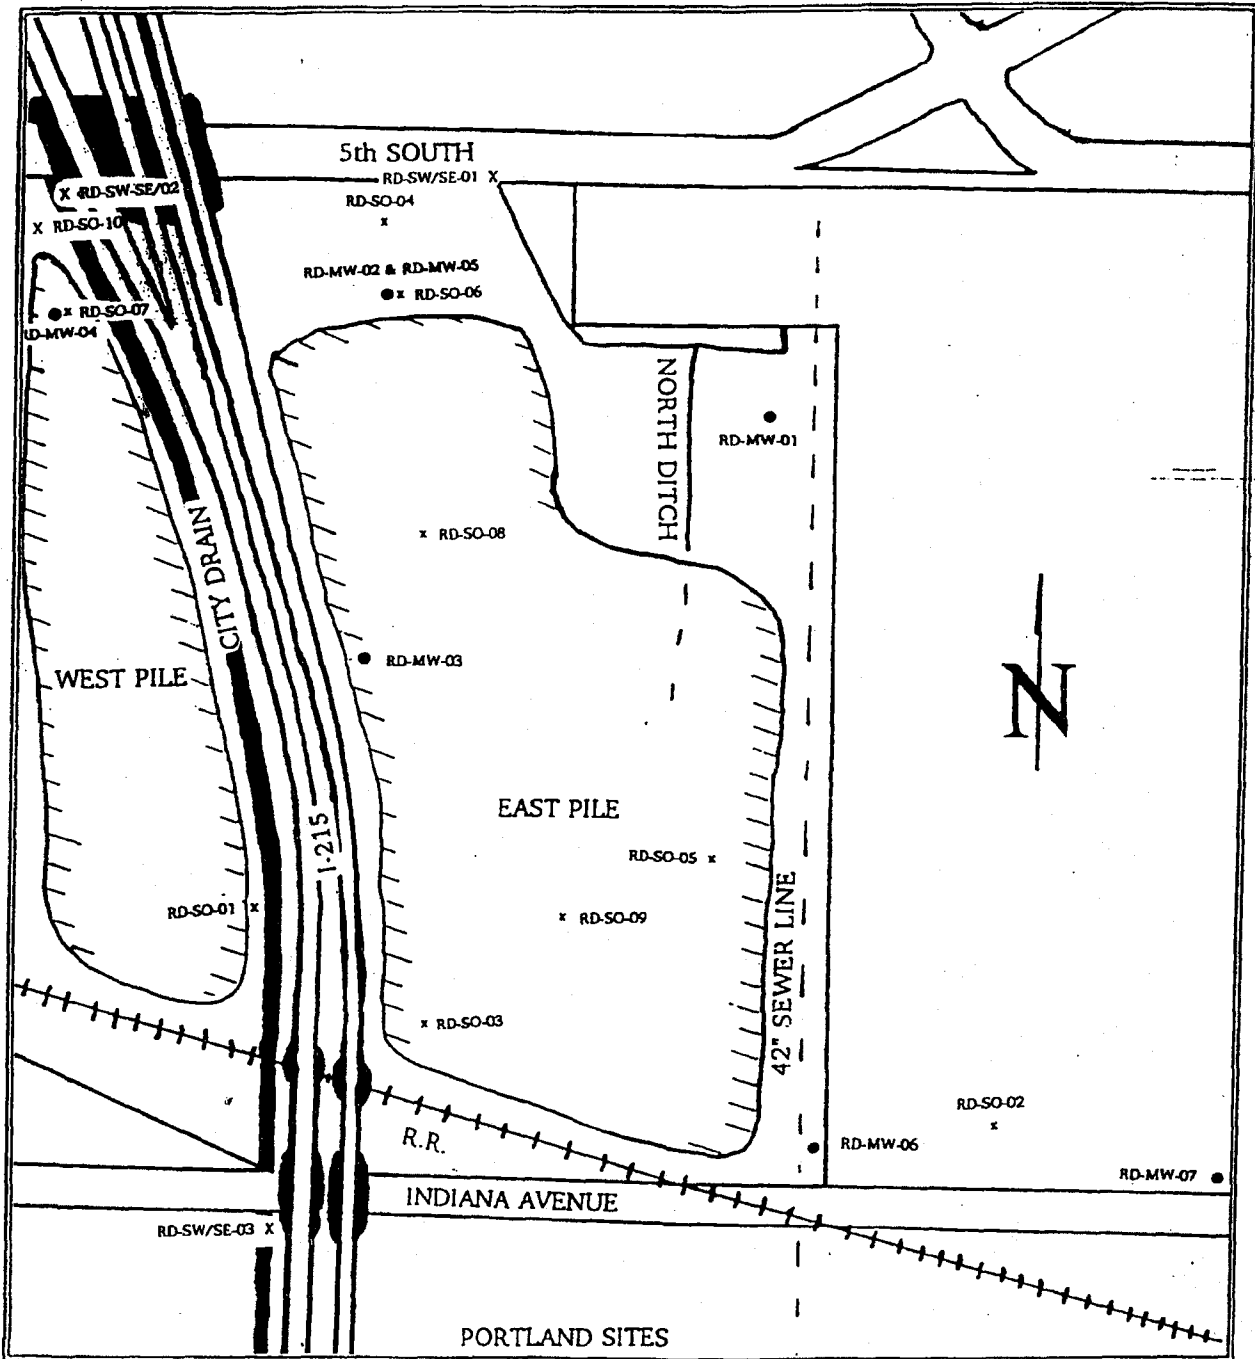 5th SOUTH
RD-SW/SE-01 X
X RD-SW-SE/02
RD-SO-04
x
X RD-SO-10
RD-MW-02 & RD-MW-05
x RD-SO-06
x RD-SO-07
RD-MW-04
NORTH DITCH
RD-MW-01
x RD-SO-08
CITY DRAIN
RD-MW-03
WEST PILE
N
EAST PILE
I-215
RD-SO-05 x
RD-SO-01 x
x RD-SO-09
42" SEWER LINE
x RD-SO-03
RD-SO-02
x
R.R.
RD-MW-06
RD-MW-07
INDIANA AVENUE
RD-SW/SE-03 X
PORTLAND SITES